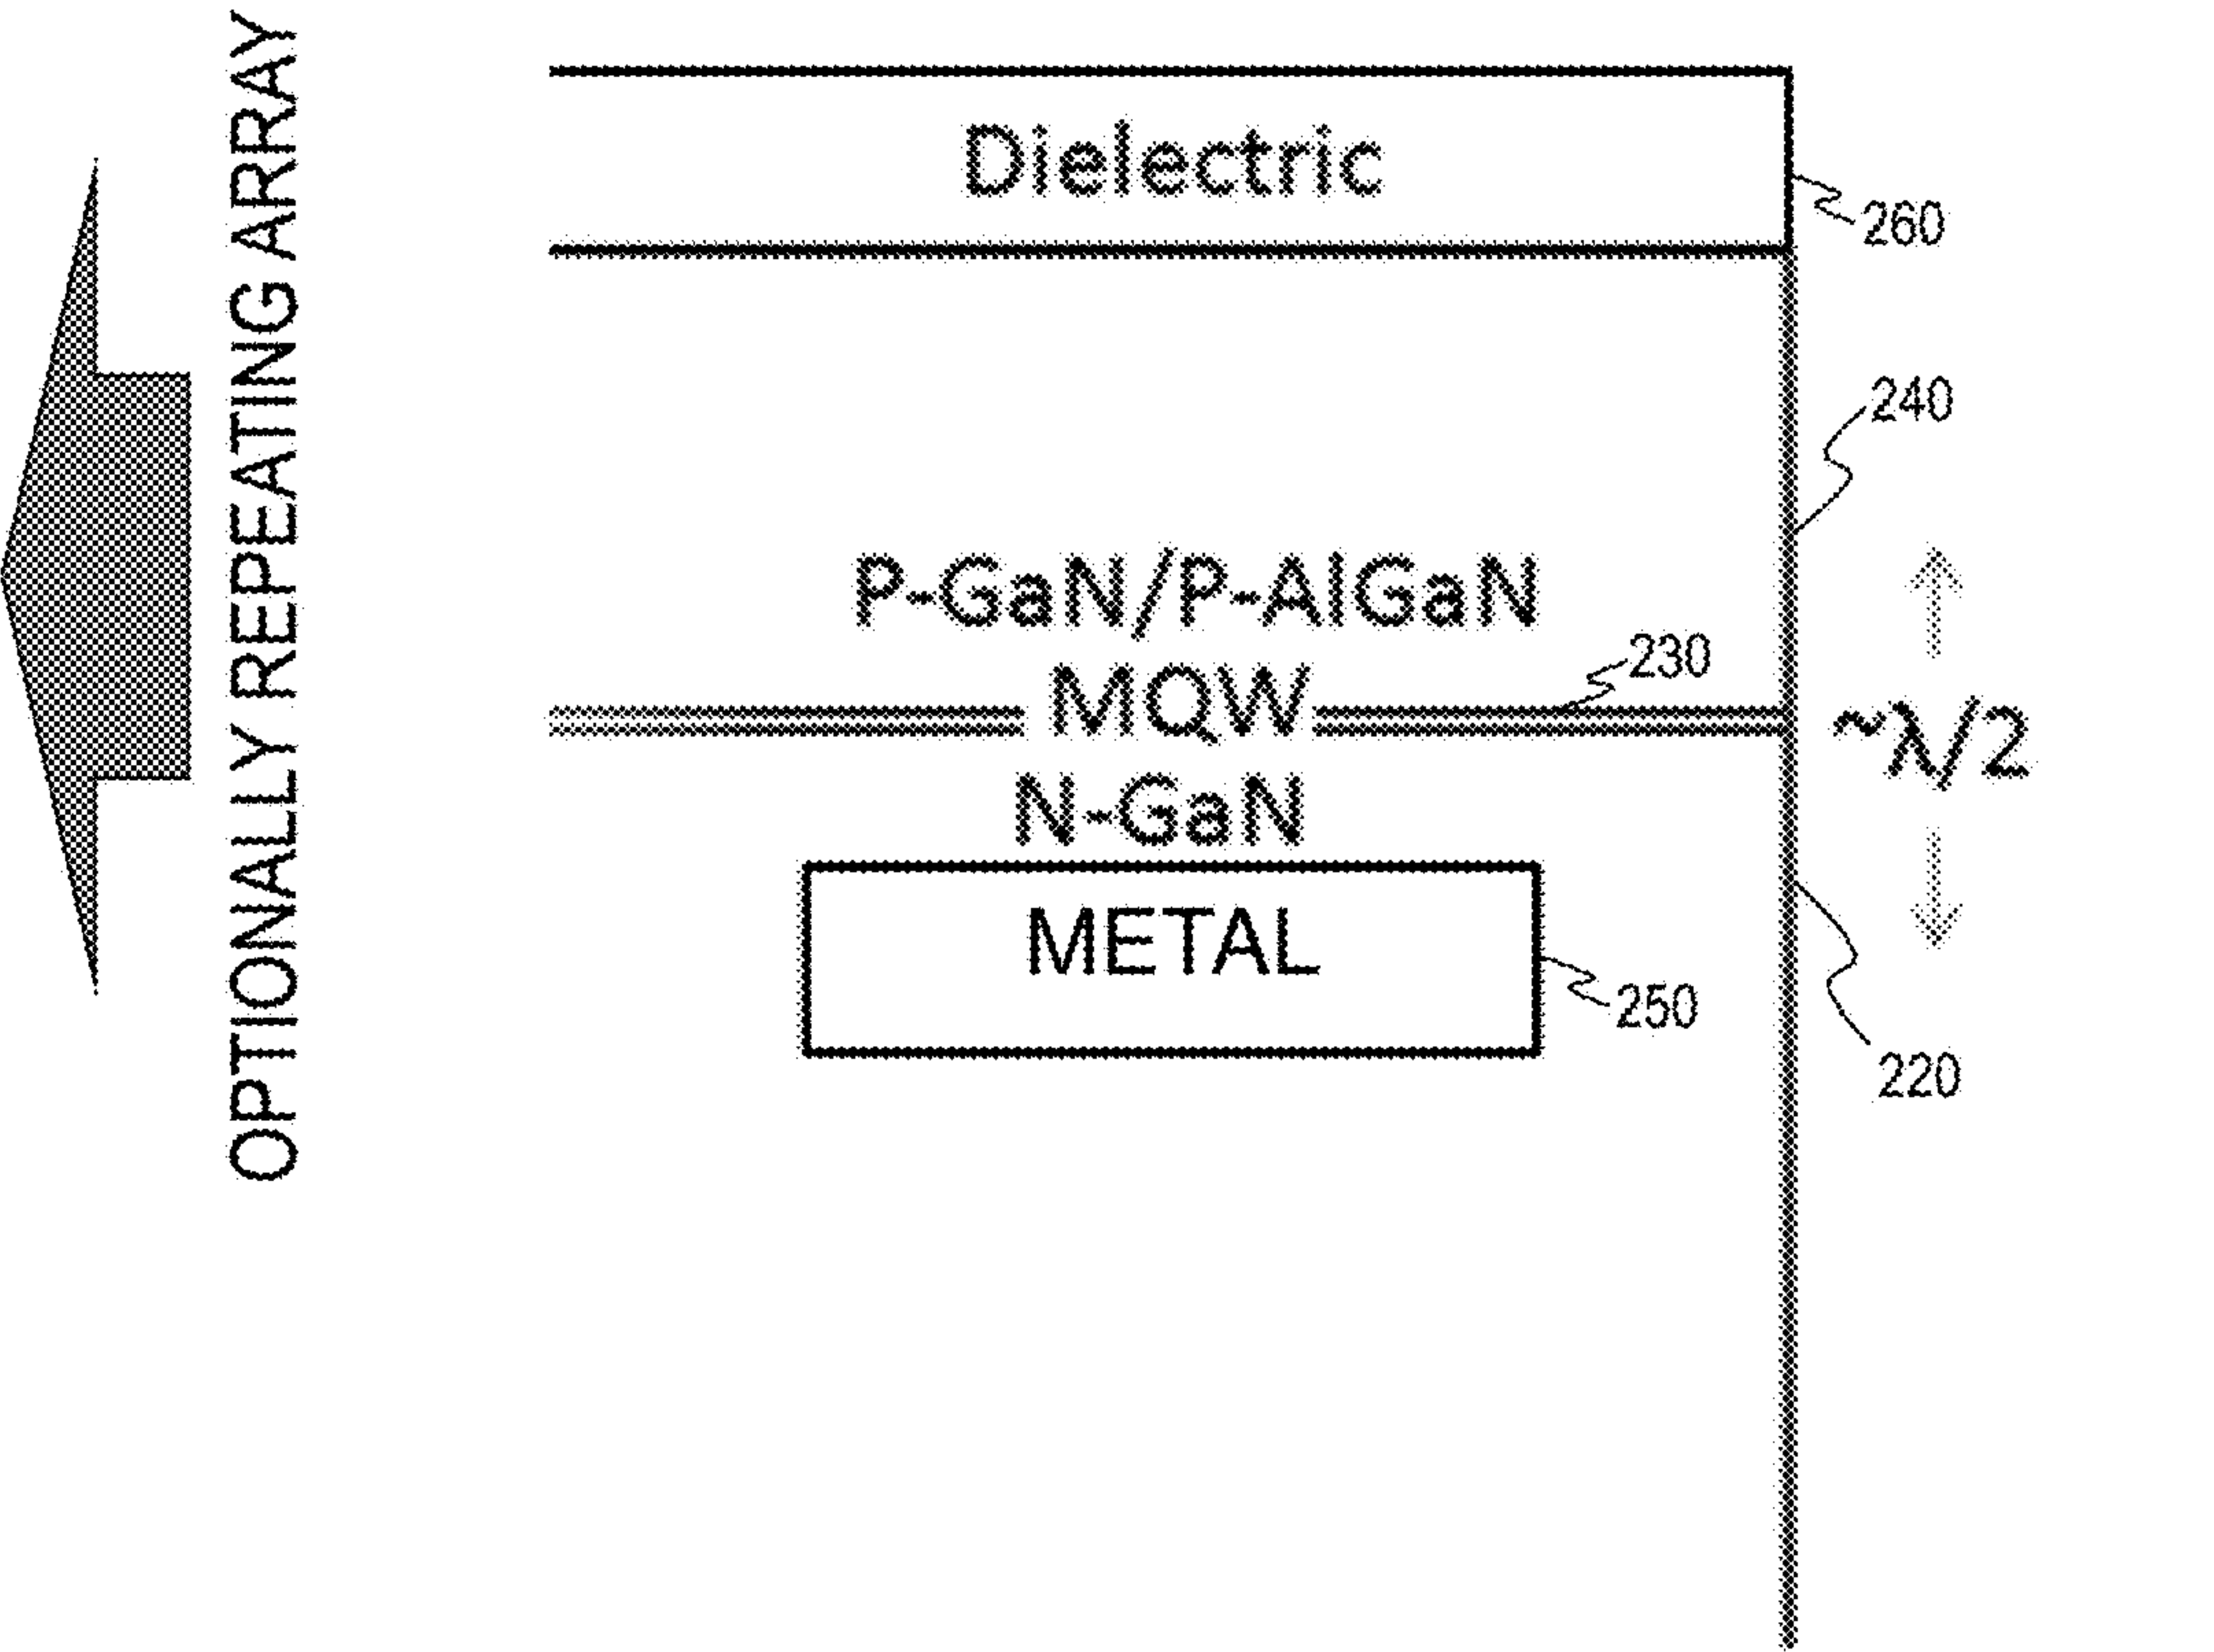 OPTIONALLY REPEATING ARRAY
Dielectric
260
240
P-GaN/P-AlGaN
230
MQW
~λ/2
N-GaN
METAL
250
220